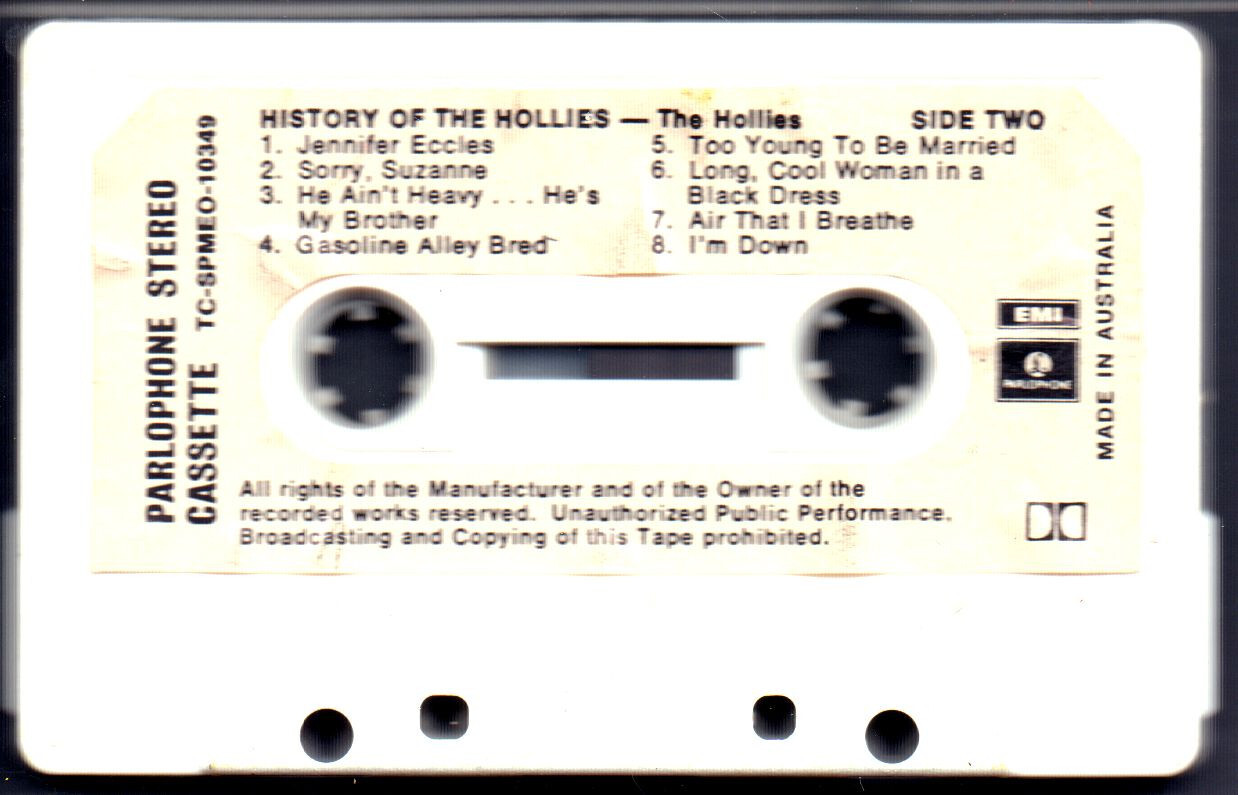 HISTORY OF THE HOLLIES — The Hollies SIDE TWO
1. Jennifer Eccles
2. Sorry, Suzanne
3. He Ain't Heavy . . . He's
My Brother
4. Gasoline Alley Bred
5. Too Young To Be Married
6. Long, Cool Woman in a
Black Dress
7. Air That I Breathe
8. I'm Down
PARLOPHONE STEREO
CASSETTE TC-SPMEO-10349
EMI
PARLOPHONE
MADE IN AUSTRALIA
All rights of the Manufacturer and of the Owner of the
recorded works reserved. Unauthorized Public Performance.
Broadcasting and Copying of this Tape prohibited.